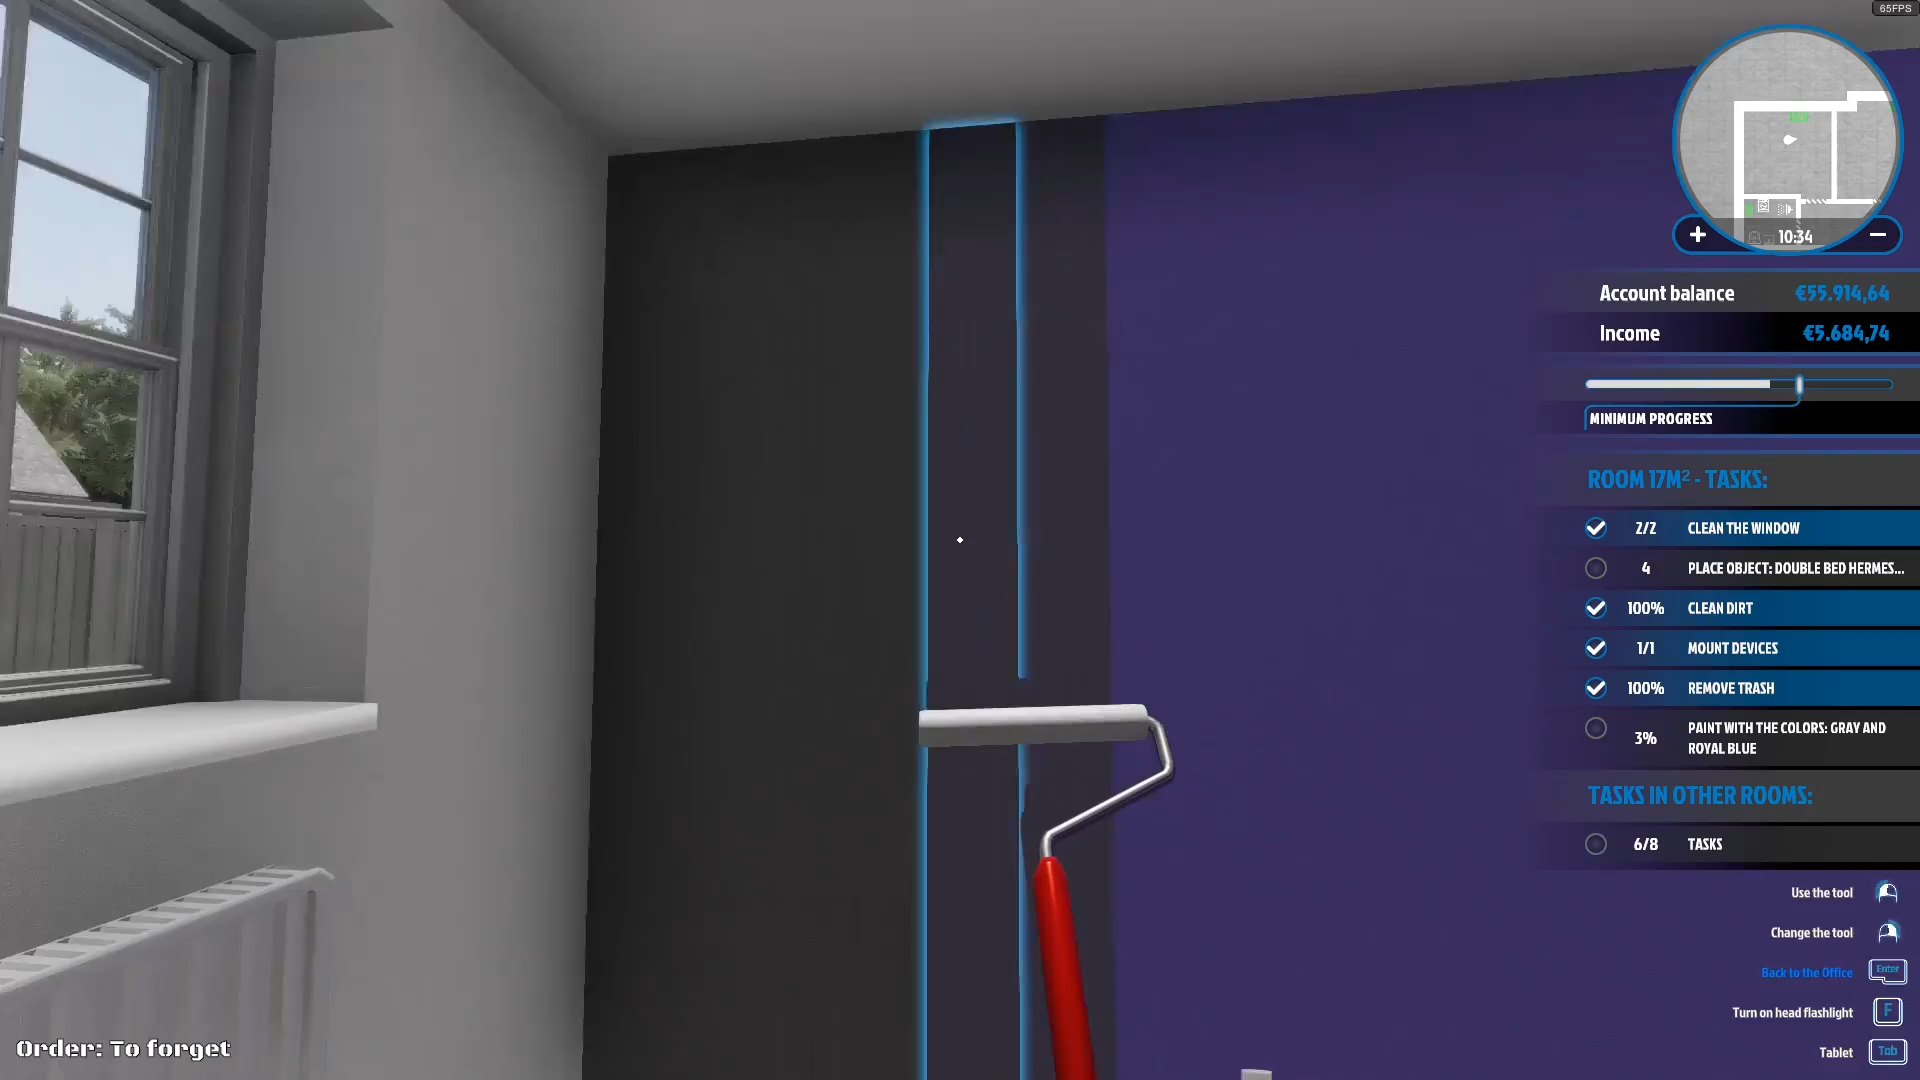 65FPS
+ 10:34 −
Account balance €55.914,64
Income €5.684,74
MINIMUM PROGRESS
ROOM 17M² - TASKS:
2/2 CLEAN THE WINDOW
4 PLACE OBJECT: DOUBLE BED HERMES...
100% CLEAN DIRT
1/1 MOUNT DEVICES
100% REMOVE TRASH
3% PAINT WITH THE COLORS: GRAY AND
ROYAL BLUE
TASKS IN OTHER ROOMS:
6/8 TASKS
Use the tool
Change the tool
Back to the Office Enter
Turn on head flashlight F
Tablet Tab
Order: To forget